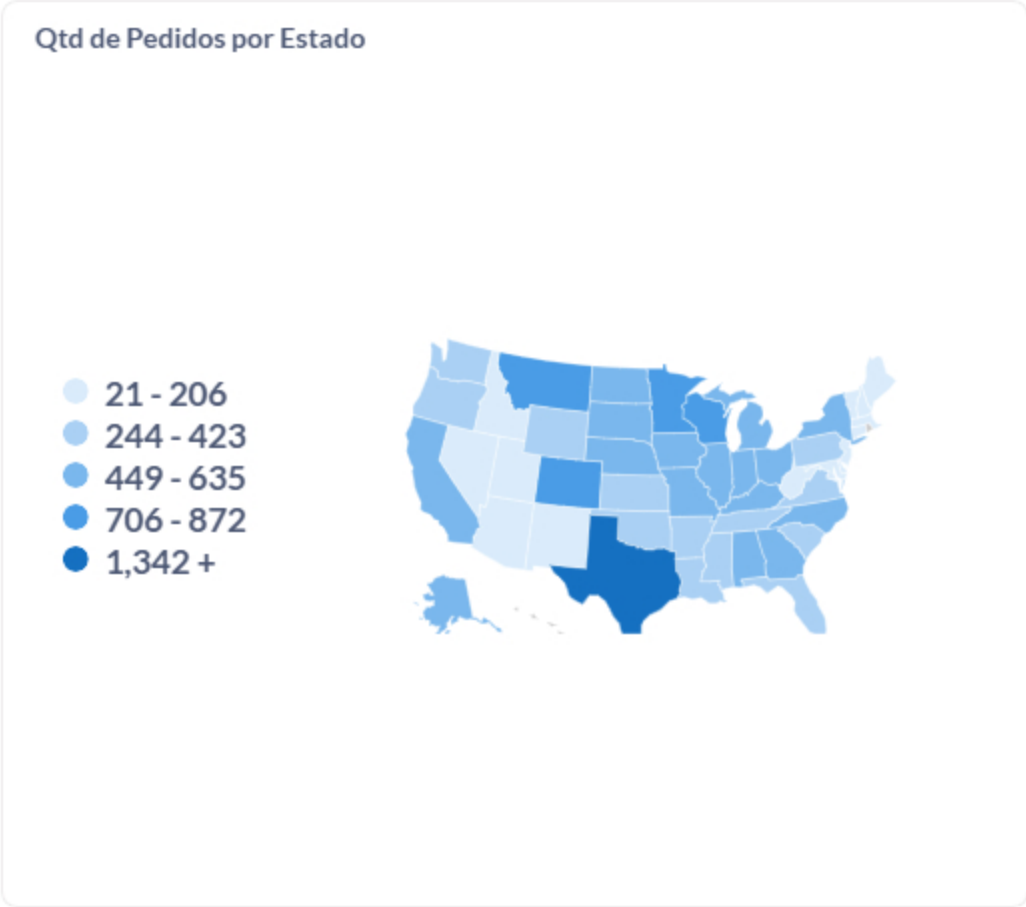 Qtd de Pedidos por Estado
21 - 206
244 - 423
449 - 635
706 - 872
1,342 +